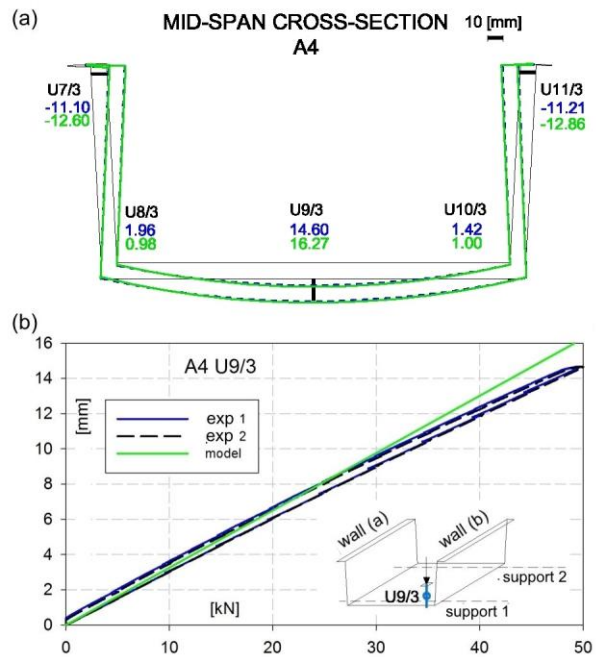 (a)
MID-SPAN CROSS-SECTION
A4
10 [mm]
U7/3
-11.10
-12.60
U11/3
-11.21
-12.86
U8/3
1.96
0.98
U9/3
14.60
16.27
U10/3
1.42
1.00
(b)
16
14
12
10
8
6
4
2
0
[mm]
A4 U9/3
exp 1
exp 2
model
wall (a)
wall (b)
support 2
U9/3
support 1
[kN]
0
10
20
30
40
50